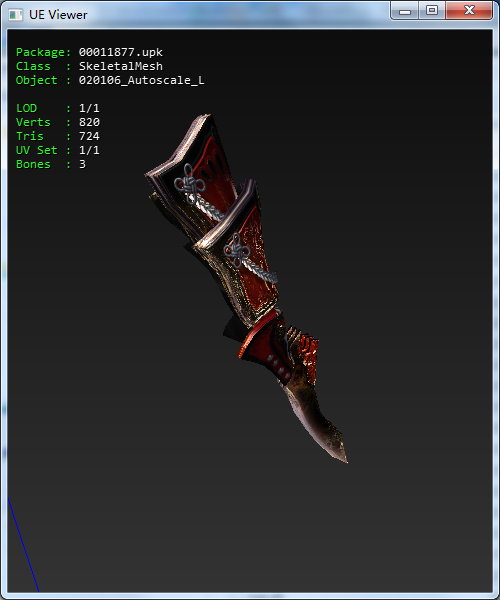 UE Viewer
Package: 00011877.upk
Class : SkeletalMesh
Object : 020106_Autoscale_L
LOD : 1/1
Verts : 820
Tris : 724
UV Set : 1/1
Bones : 3